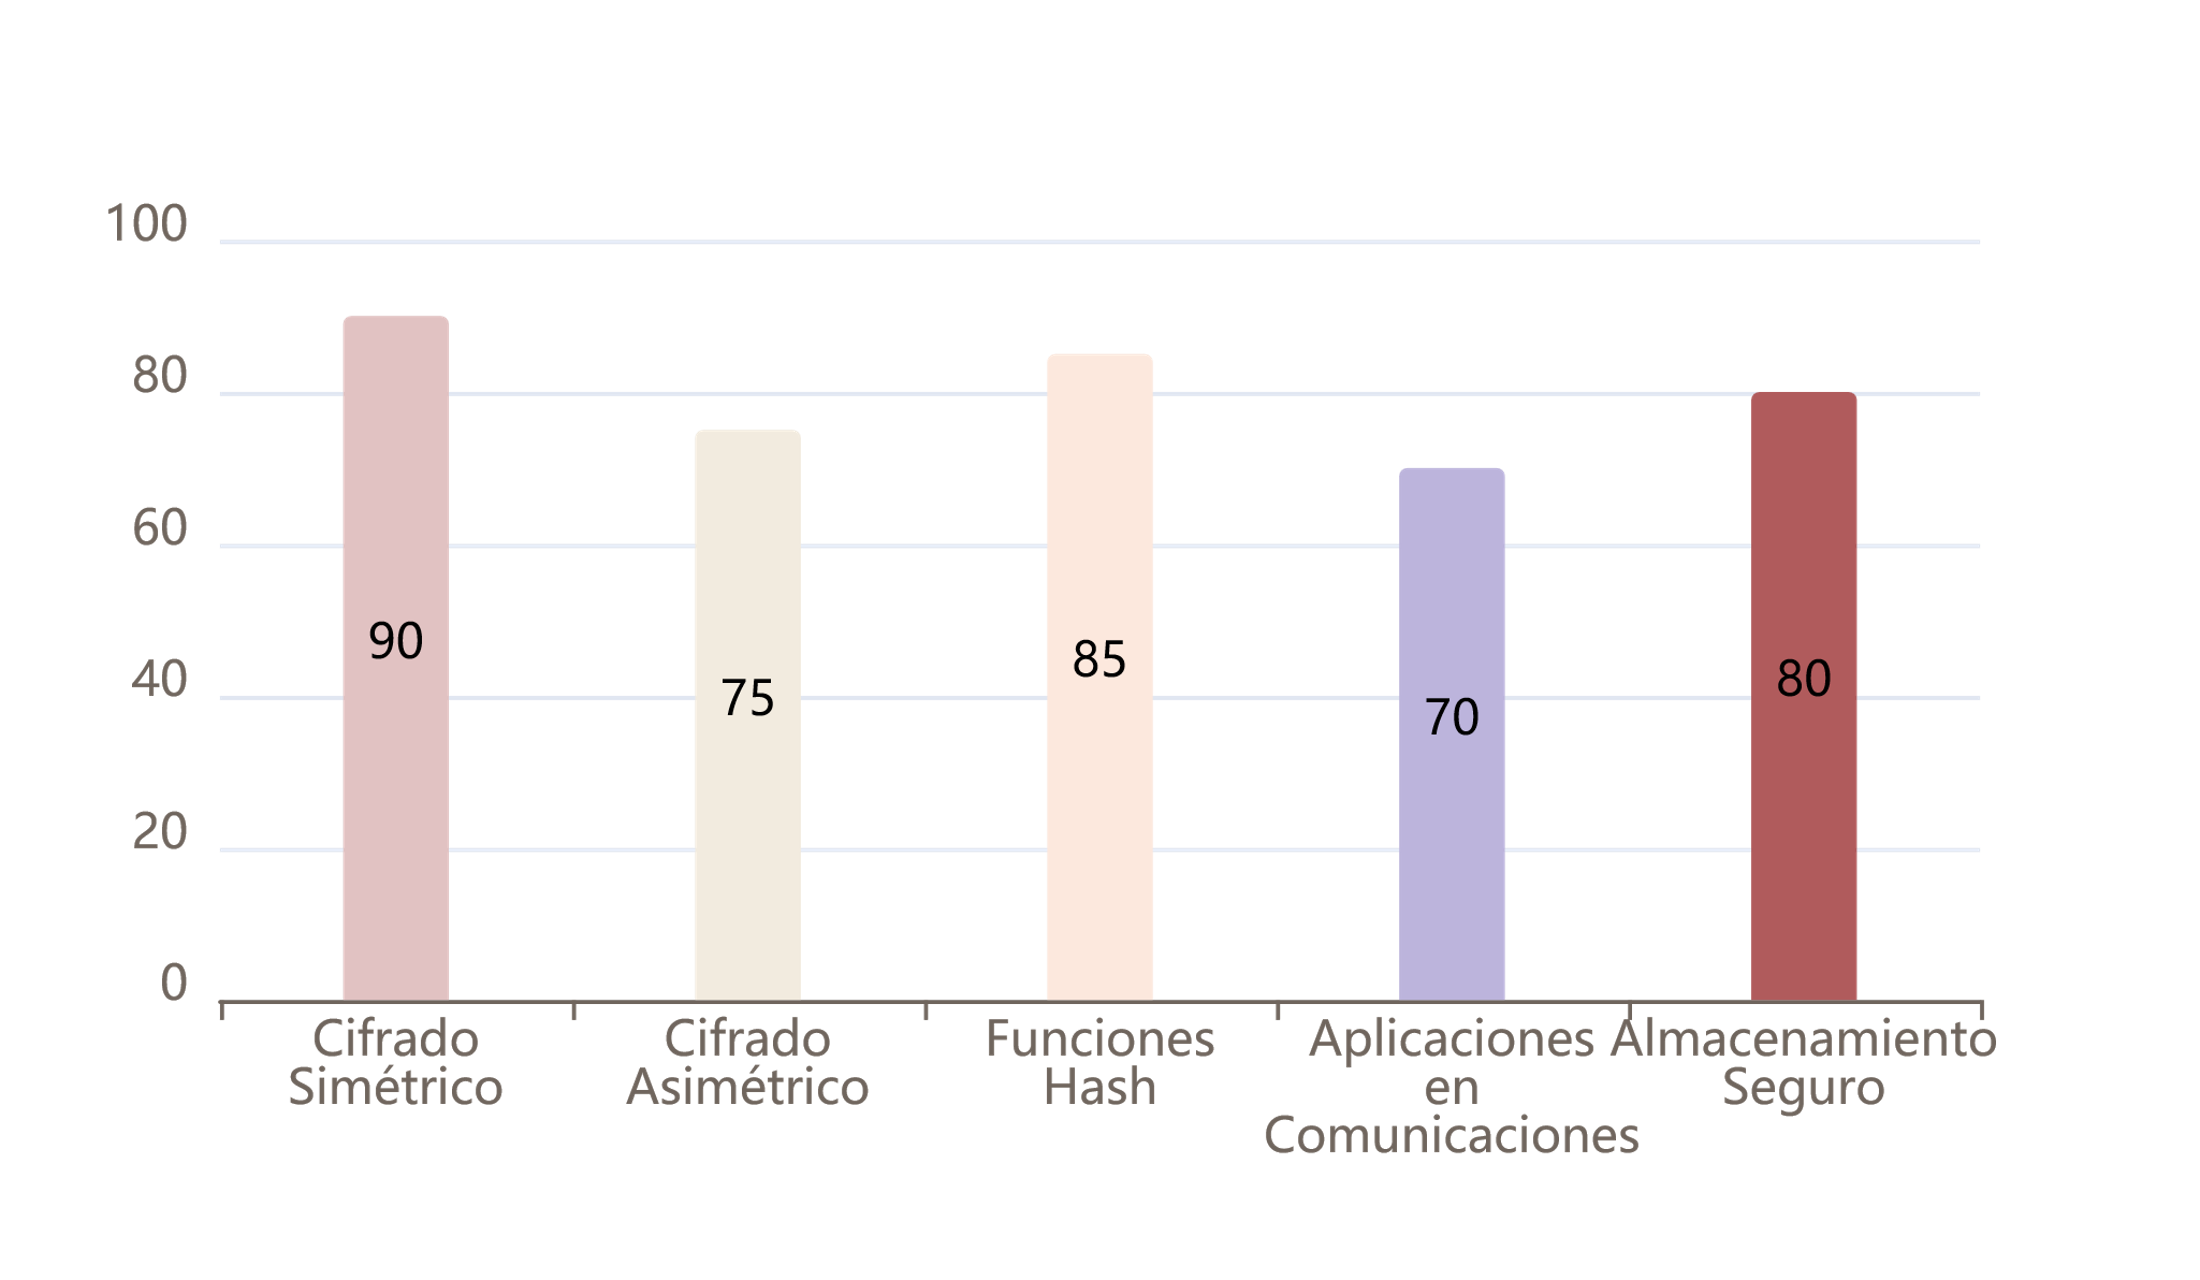 100
80
60
40
20
0
90
75
85
70
80
Cifrado
Simétrico
Cifrado
Asimétrico
Funciones
Hash
Aplicaciones
en
Comunicaciones
Almacenamiento
Seguro